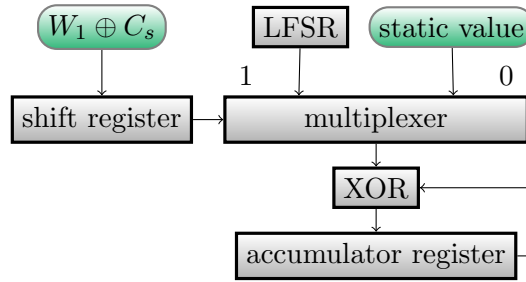 W₁ ⊕ Cₛ
LFSR
static value
1
0
shift register
multiplexer
XOR
accumulator register